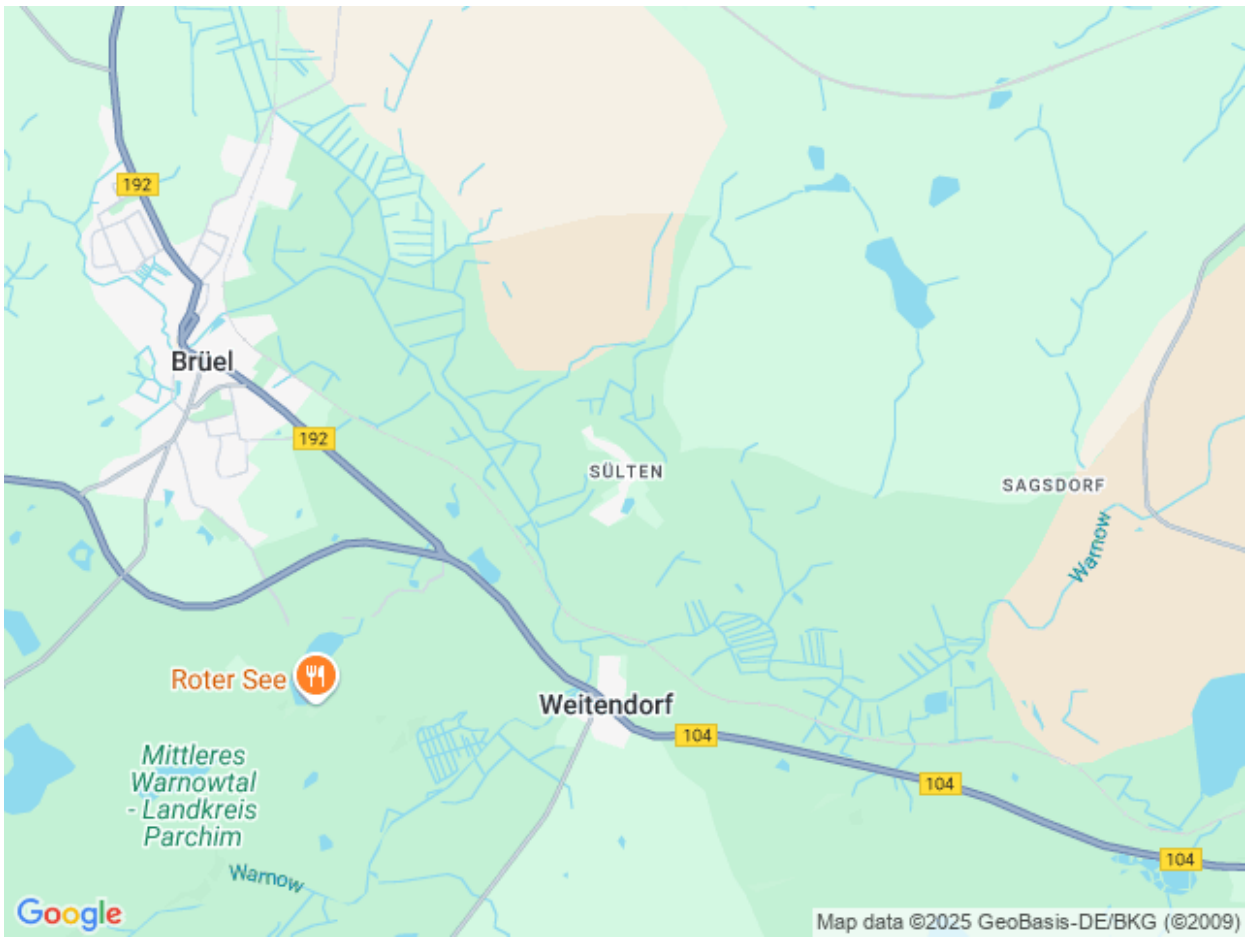 192
Brüel
192
SÜLTEN
SAGSDORF
Warnow
Roter See
Weitendorf
104
Mittleres
Warnowtal
- Landkreis
Parchim
104
104
Warnow
Google
Map data ©2025 GeoBasis-DE/BKG (©2009)